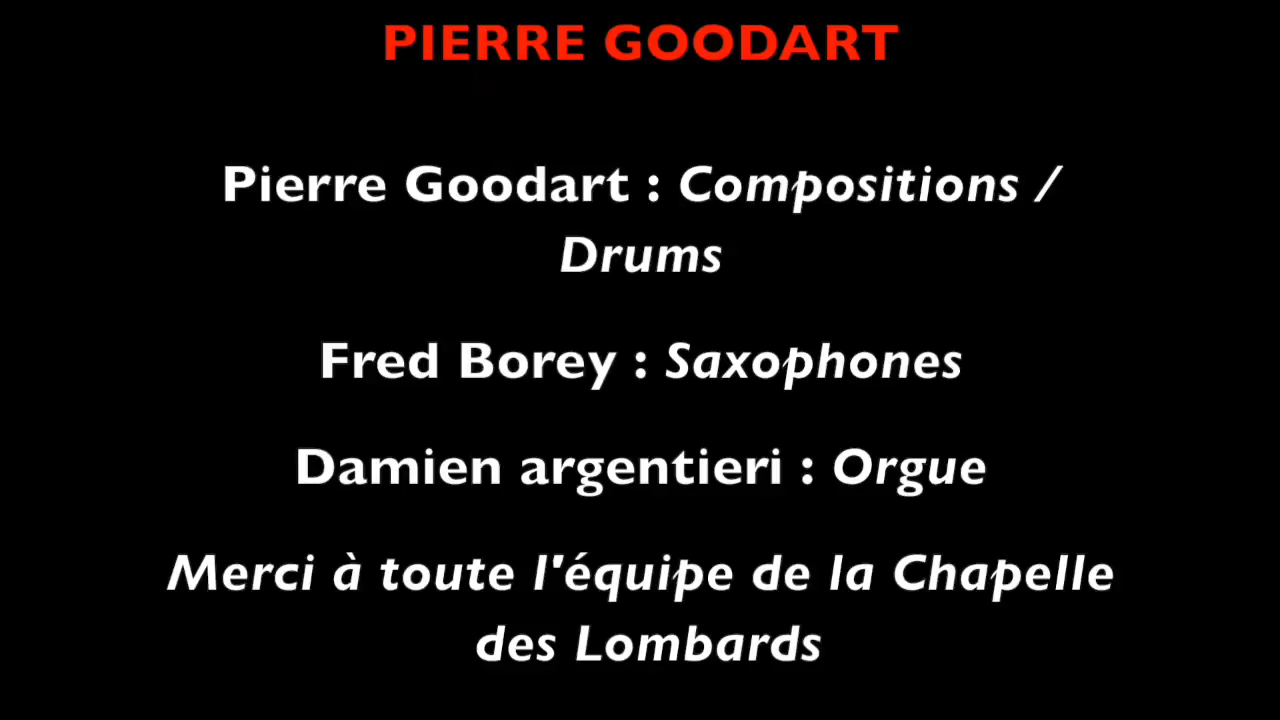 PIERRE GOODART
Pierre Goodart : Compositions /
Drums
Fred Borey : Saxophones
Damien argentieri : Orgue
Merci à toute l'équipe de la Chapelle
des Lombards